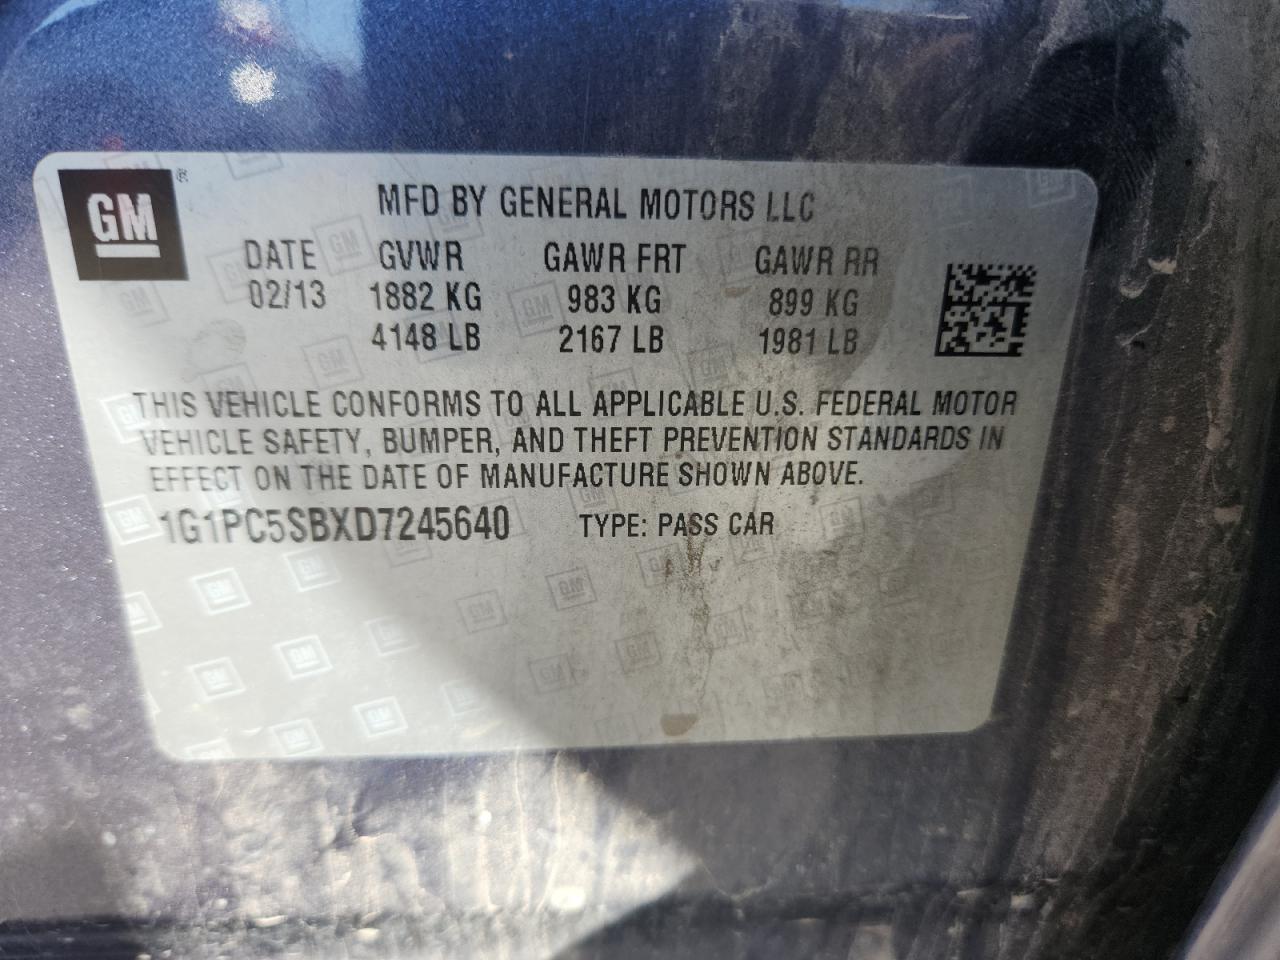 GM ®
MFD BY GENERAL MOTORS LLC
DATE GVWR GAWR FRT GAWR RR
02/13 1882 KG 983 KG 899 KG
4148 LB 2167 LB 1981 LB
THIS VEHICLE CONFORMS TO ALL APPLICABLE U.S. FEDERAL MOTOR
VEHICLE SAFETY, BUMPER, AND THEFT PREVENTION STANDARDS IN
EFFECT ON THE DATE OF MANUFACTURE SHOWN ABOVE.
1G1PC5SBXD7245640 TYPE: PASS CAR